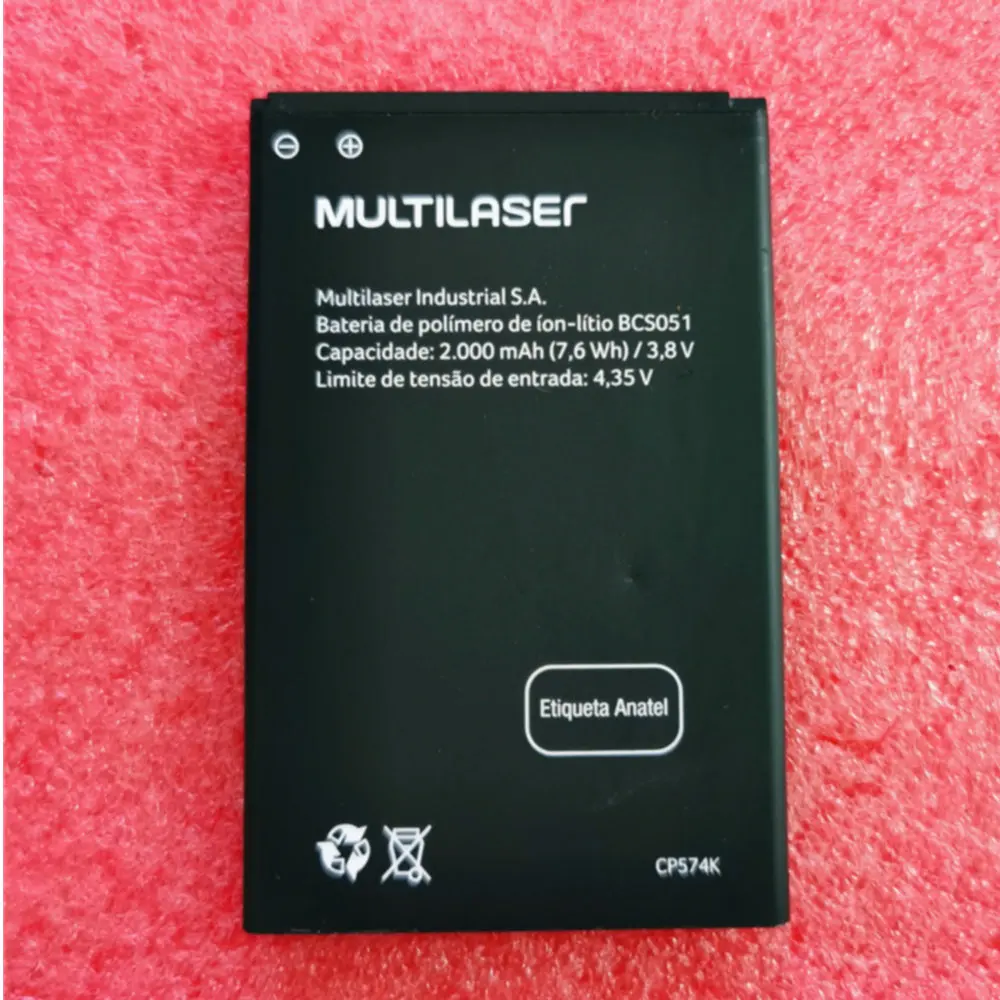 MULTILASER
Multilaser Industrial S.A.
Bateria de polímero de íon-lítio BCS051
Capacidade: 2.000 mAh (7,6 Wh) / 3,8 V
Limite de tensão de entrada: 4,35 V
Etiqueta Anatel
CP574K